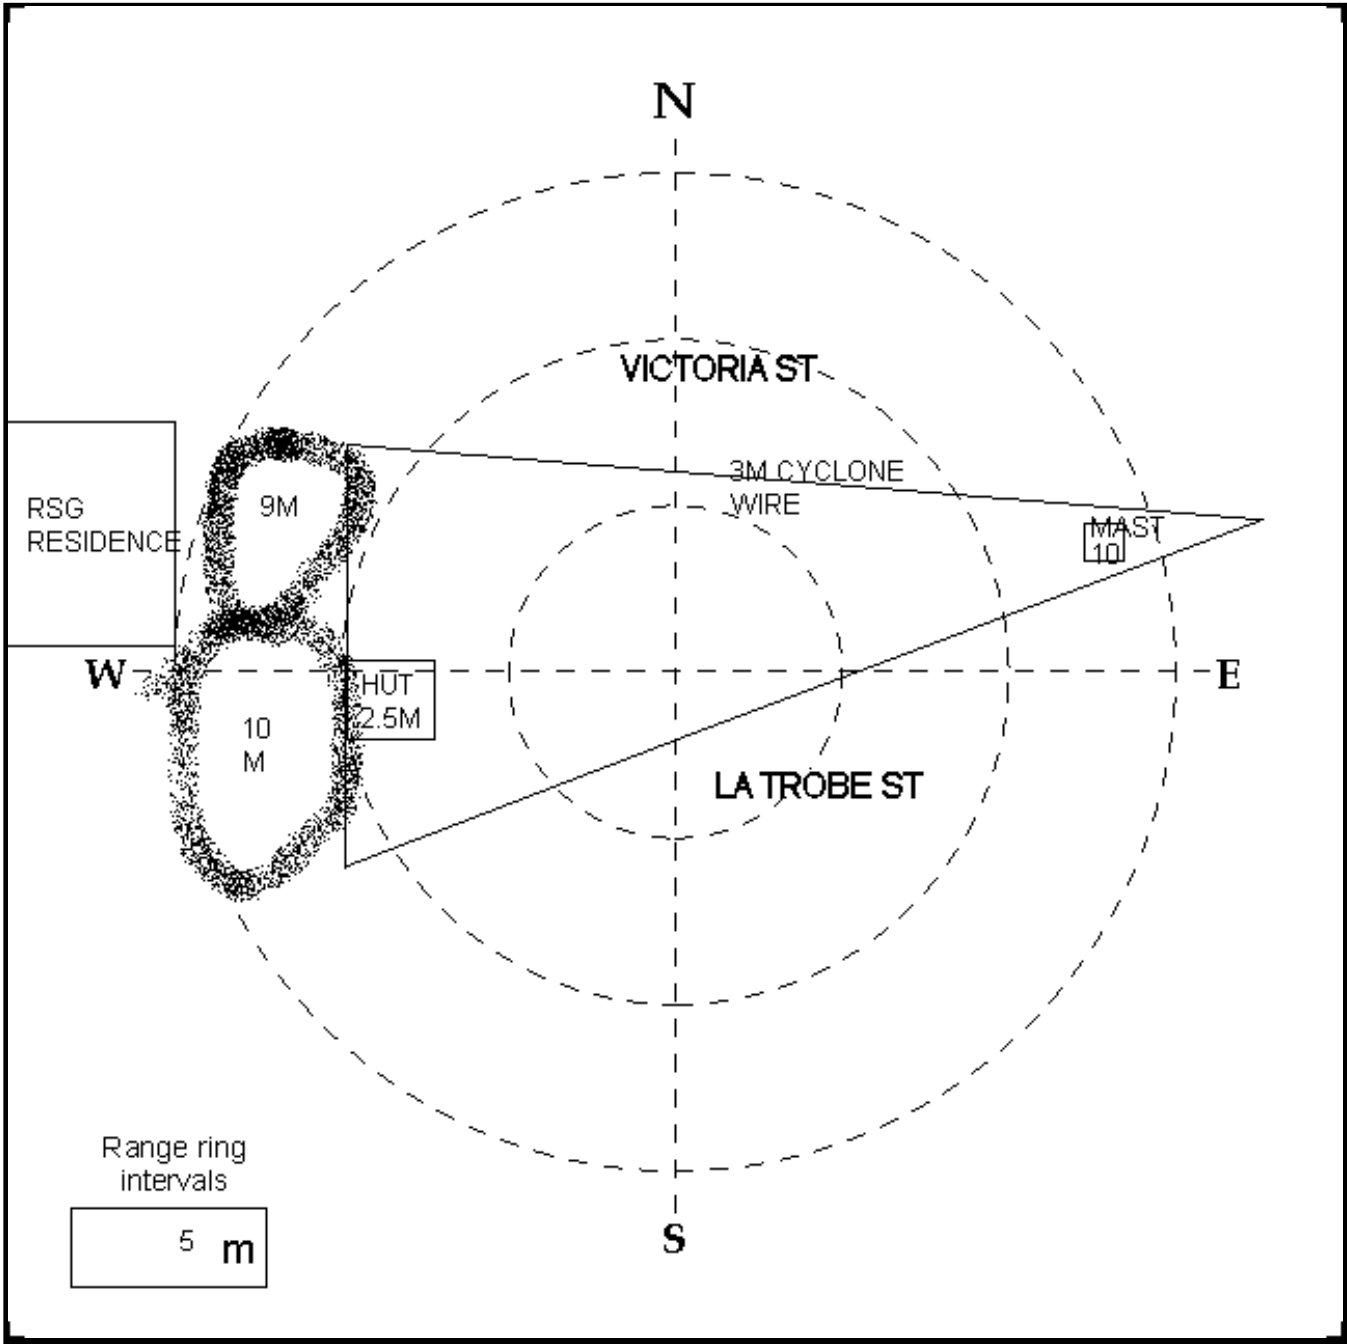 N
VICTORIA ST
3M CYCLONE
WIRE
RSG
RESIDENCE
9M
MAST
10
W
E
HUT
2.5M
10
M
LA TROBE ST
Range ring
intervals
5 m
S